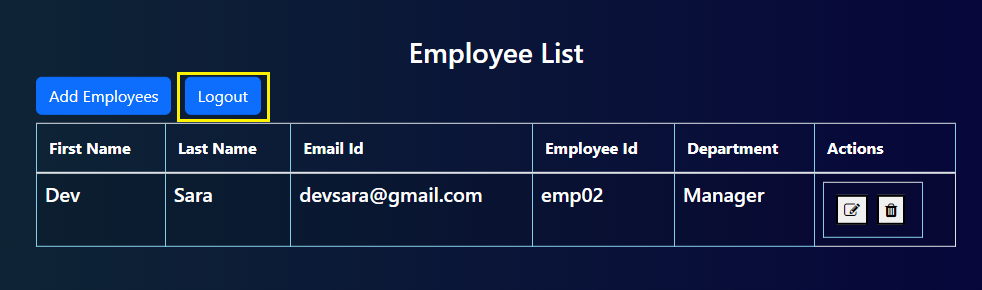 Employee List
Add Employees Logout
First Name Last Name Email Id Employee Id Department Actions
Dev Sara devsara@gmail.com emp02 Manager